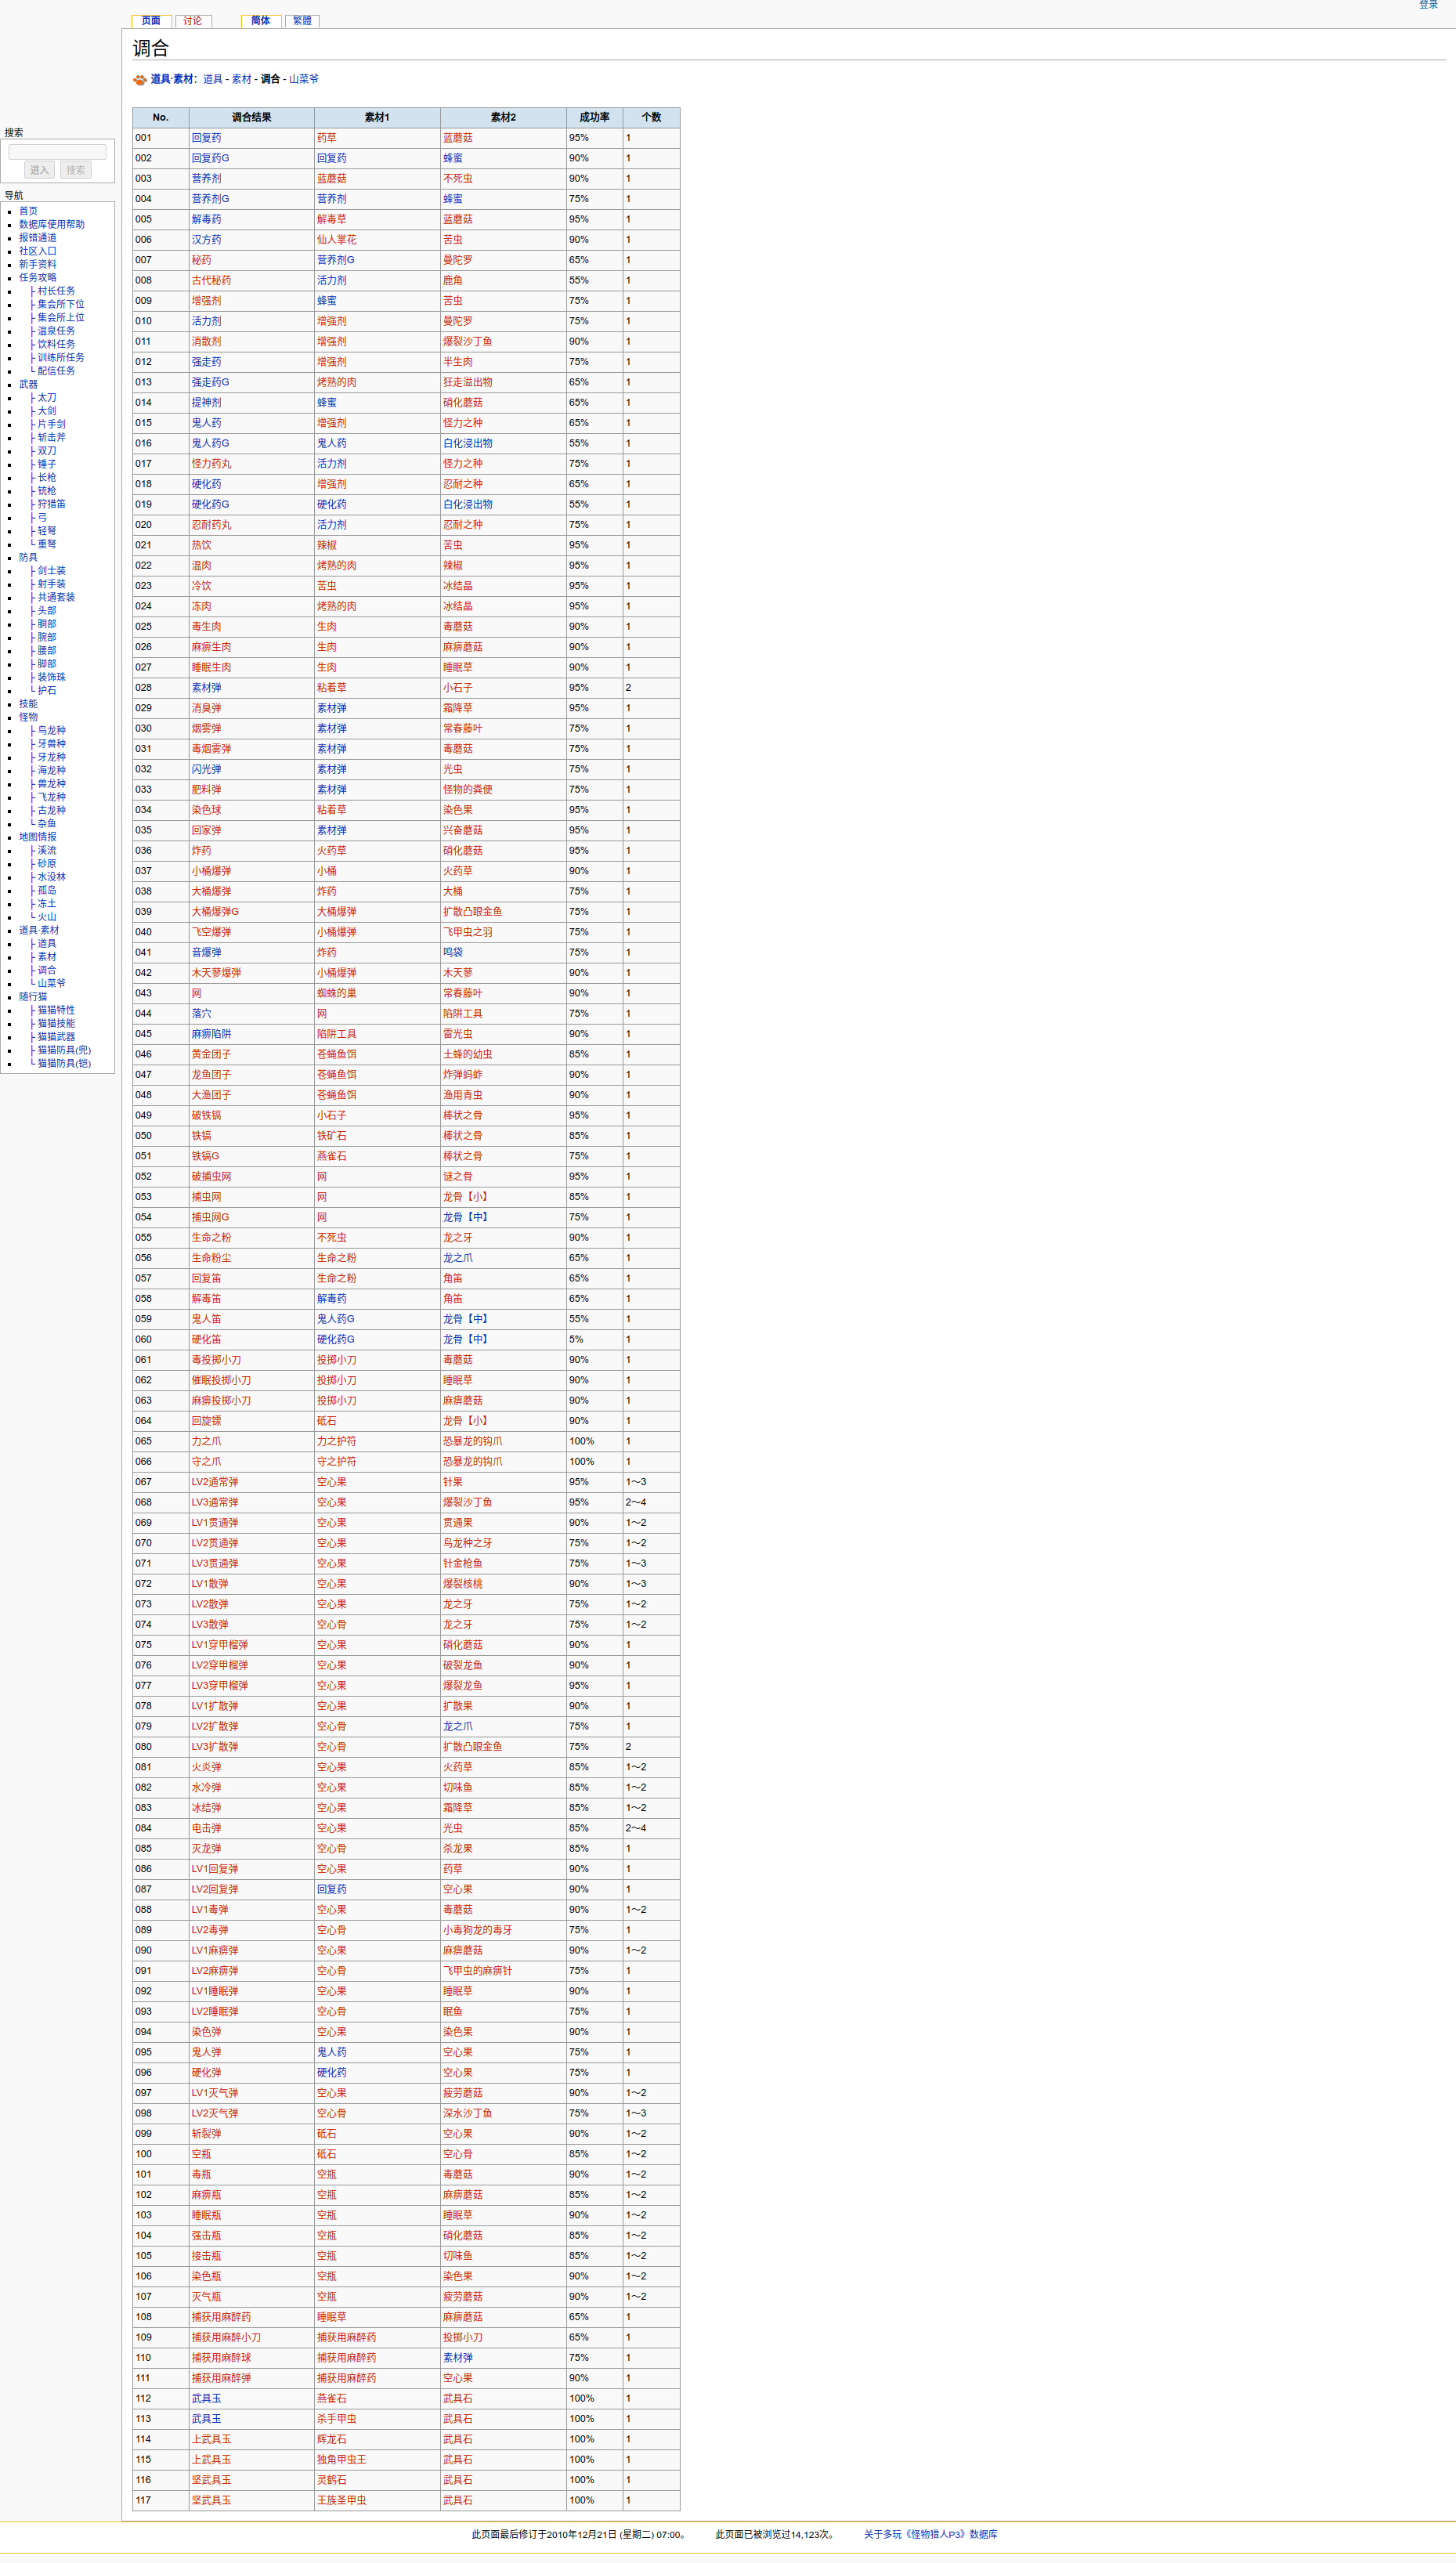 登录
页面 讨论 简体 繁體
调合
道具·素材：道具 - 素材 - 调合 - 山菜爷
搜索
进入 搜索
导航
首页
数据库使用帮助
报错通道
社区入口
新手资料
任务攻略
├ 村长任务
├ 集会所下位
├ 集会所上位
├ 温泉任务
├ 饮料任务
├ 训练所任务
└ 配信任务
武器
├ 太刀
├ 大剑
├ 片手剑
├ 斩击斧
├ 双刀
├ 锤子
├ 长枪
├ 铳枪
├ 狩猎笛
├ 弓
├ 轻弩
└ 重弩
防具
├ 剑士装
├ 射手装
├ 共通套装
├ 头部
├ 胴部
├ 腕部
├ 腰部
├ 脚部
├ 装饰珠
└ 护石
技能
怪物
├ 鸟龙种
├ 牙兽种
├ 牙龙种
├ 海龙种
├ 兽龙种
├ 飞龙种
├ 古龙种
└ 杂鱼
地图情报
├ 溪流
├ 砂原
├ 水没林
├ 孤岛
├ 冻土
└ 火山
道具·素材
├ 道具
├ 素材
├ 调合
└ 山菜爷
随行猫
├ 猫猫特性
├ 猫猫技能
├ 猫猫武器
├ 猫猫防具(兜)
└ 猫猫防具(铠)
No. 调合结果 素材1 素材2 成功率 个数
001 回复药 药草 蓝蘑菇 95% 1
002 回复药G 回复药 蜂蜜 90% 1
003 营养剂 蓝蘑菇 不死虫 90% 1
004 营养剂G 营养剂 蜂蜜 75% 1
005 解毒药 解毒草 蓝蘑菇 95% 1
006 汉方药 仙人掌花 苦虫 90% 1
007 秘药 营养剂G 曼陀罗 65% 1
008 古代秘药 活力剂 鹿角 55% 1
009 增强剂 蜂蜜 苦虫 75% 1
010 活力剂 增强剂 曼陀罗 75% 1
011 消散剂 增强剂 爆裂沙丁鱼 90% 1
012 强走药 增强剂 半生肉 75% 1
013 强走药G 烤熟的肉 狂走溢出物 65% 1
014 提神剂 蜂蜜 硝化蘑菇 65% 1
015 鬼人药 增强剂 怪力之种 65% 1
016 鬼人药G 鬼人药 白化浸出物 55% 1
017 怪力药丸 活力剂 怪力之种 75% 1
018 硬化药 增强剂 忍耐之种 65% 1
019 硬化药G 硬化药 白化浸出物 55% 1
020 忍耐药丸 活力剂 忍耐之种 75% 1
021 热饮 辣椒 苦虫 95% 1
022 温肉 烤熟的肉 辣椒 95% 1
023 冷饮 苦虫 冰结晶 95% 1
024 冻肉 烤熟的肉 冰结晶 95% 1
025 毒生肉 生肉 毒蘑菇 90% 1
026 麻痹生肉 生肉 麻痹蘑菇 90% 1
027 睡眠生肉 生肉 睡眠草 90% 1
028 素材弹 粘着草 小石子 95% 2
029 消臭弹 素材弹 霜降草 95% 1
030 烟雾弹 素材弹 常春藤叶 75% 1
031 毒烟雾弹 素材弹 毒蘑菇 75% 1
032 闪光弹 素材弹 光虫 75% 1
033 肥料弹 素材弹 怪物的粪便 75% 1
034 染色球 粘着草 染色果 95% 1
035 回家弹 素材弹 兴奋蘑菇 95% 1
036 炸药 火药草 硝化蘑菇 95% 1
037 小桶爆弹 小桶 火药草 90% 1
038 大桶爆弹 炸药 大桶 75% 1
039 大桶爆弹G 大桶爆弹 扩散凸眼金鱼 75% 1
040 飞空爆弹 小桶爆弹 飞甲虫之羽 75% 1
041 音爆弹 炸药 鸣袋 75% 1
042 木天蓼爆弹 小桶爆弹 木天蓼 90% 1
043 网 蜘蛛的巢 常春藤叶 90% 1
044 落穴 网 陷阱工具 75% 1
045 麻痹陷阱 陷阱工具 雷光虫 90% 1
046 黄金团子 苍蝇鱼饵 土蜂的幼虫 85% 1
047 龙鱼团子 苍蝇鱼饵 炸弹蚂蚱 90% 1
048 大渔团子 苍蝇鱼饵 渔用青虫 90% 1
049 破铁镐 小石子 棒状之骨 95% 1
050 铁镐 铁矿石 棒状之骨 85% 1
051 铁镐G 燕雀石 棒状之骨 75% 1
052 破捕虫网 网 谜之骨 95% 1
053 捕虫网 网 龙骨【小】 85% 1
054 捕虫网G 网 龙骨【中】 75% 1
055 生命之粉 不死虫 龙之牙 90% 1
056 生命粉尘 生命之粉 龙之爪 65% 1
057 回复笛 生命之粉 角笛 65% 1
058 解毒笛 解毒药 角笛 65% 1
059 鬼人笛 鬼人药G 龙骨【中】 55% 1
060 硬化笛 硬化药G 龙骨【中】 5% 1
061 毒投掷小刀 投掷小刀 毒蘑菇 90% 1
062 催眠投掷小刀 投掷小刀 睡眠草 90% 1
063 麻痹投掷小刀 投掷小刀 麻痹蘑菇 90% 1
064 回旋镖 砥石 龙骨【小】 90% 1
065 力之爪 力之护符 恐暴龙的钩爪 100% 1
066 守之爪 守之护符 恐暴龙的钩爪 100% 1
067 LV2通常弹 空心果 针果 95% 1～3
068 LV3通常弹 空心果 爆裂沙丁鱼 95% 2～4
069 LV1贯通弹 空心果 贯通果 90% 1～2
070 LV2贯通弹 空心果 鸟龙种之牙 75% 1～2
071 LV3贯通弹 空心果 针金枪鱼 75% 1～3
072 LV1散弹 空心果 爆裂核桃 90% 1～3
073 LV2散弹 空心果 龙之牙 75% 1～2
074 LV3散弹 空心骨 龙之牙 75% 1～2
075 LV1穿甲榴弹 空心果 硝化蘑菇 90% 1
076 LV2穿甲榴弹 空心果 破裂龙鱼 90% 1
077 LV3穿甲榴弹 空心果 爆裂龙鱼 95% 1
078 LV1扩散弹 空心果 扩散果 90% 1
079 LV2扩散弹 空心骨 龙之爪 75% 1
080 LV3扩散弹 空心骨 扩散凸眼金鱼 75% 2
081 火炎弹 空心果 火药草 85% 1～2
082 水冷弹 空心果 切味鱼 85% 1～2
083 冰结弹 空心果 霜降草 85% 1～2
084 电击弹 空心果 光虫 85% 2～4
085 灭龙弹 空心骨 杀龙果 85% 1
086 LV1回复弹 空心果 药草 90% 1
087 LV2回复弹 回复药 空心果 90% 1
088 LV1毒弹 空心果 毒蘑菇 90% 1～2
089 LV2毒弹 空心骨 小毒狗龙的毒牙 75% 1
090 LV1麻痹弹 空心果 麻痹蘑菇 90% 1～2
091 LV2麻痹弹 空心骨 飞甲虫的麻痹针 75% 1
092 LV1睡眠弹 空心果 睡眠草 90% 1
093 LV2睡眠弹 空心骨 眠鱼 75% 1
094 染色弹 空心果 染色果 90% 1
095 鬼人弹 鬼人药 空心果 75% 1
096 硬化弹 硬化药 空心果 75% 1
097 LV1灭气弹 空心果 疲劳蘑菇 90% 1～2
098 LV2灭气弹 空心骨 深水沙丁鱼 75% 1～3
099 斩裂弹 砥石 空心果 90% 1～2
100 空瓶 砥石 空心骨 85% 1～2
101 毒瓶 空瓶 毒蘑菇 90% 1～2
102 麻痹瓶 空瓶 麻痹蘑菇 85% 1～2
103 睡眠瓶 空瓶 睡眠草 90% 1～2
104 强击瓶 空瓶 硝化蘑菇 85% 1～2
105 接击瓶 空瓶 切味鱼 85% 1～2
106 染色瓶 空瓶 染色果 90% 1～2
107 灭气瓶 空瓶 疲劳蘑菇 90% 1～2
108 捕获用麻醉药 睡眠草 麻痹蘑菇 65% 1
109 捕获用麻醉小刀 捕获用麻醉药 投掷小刀 65% 1
110 捕获用麻醉球 捕获用麻醉药 素材弹 75% 1
111 捕获用麻醉弹 捕获用麻醉药 空心果 90% 1
112 武具玉 燕雀石 武具石 100% 1
113 武具玉 杀手甲虫 武具石 100% 1
114 上武具玉 辉龙石 武具石 100% 1
115 上武具玉 独角甲虫王 武具石 100% 1
116 坚武具玉 灵鹤石 武具石 100% 1
117 坚武具玉 王族圣甲虫 武具石 100% 1
此页面最后修订于2010年12月21日 (星期二) 07:00。 此页面已被浏览过14,123次。 关于多玩《怪物猎人P3》数据库